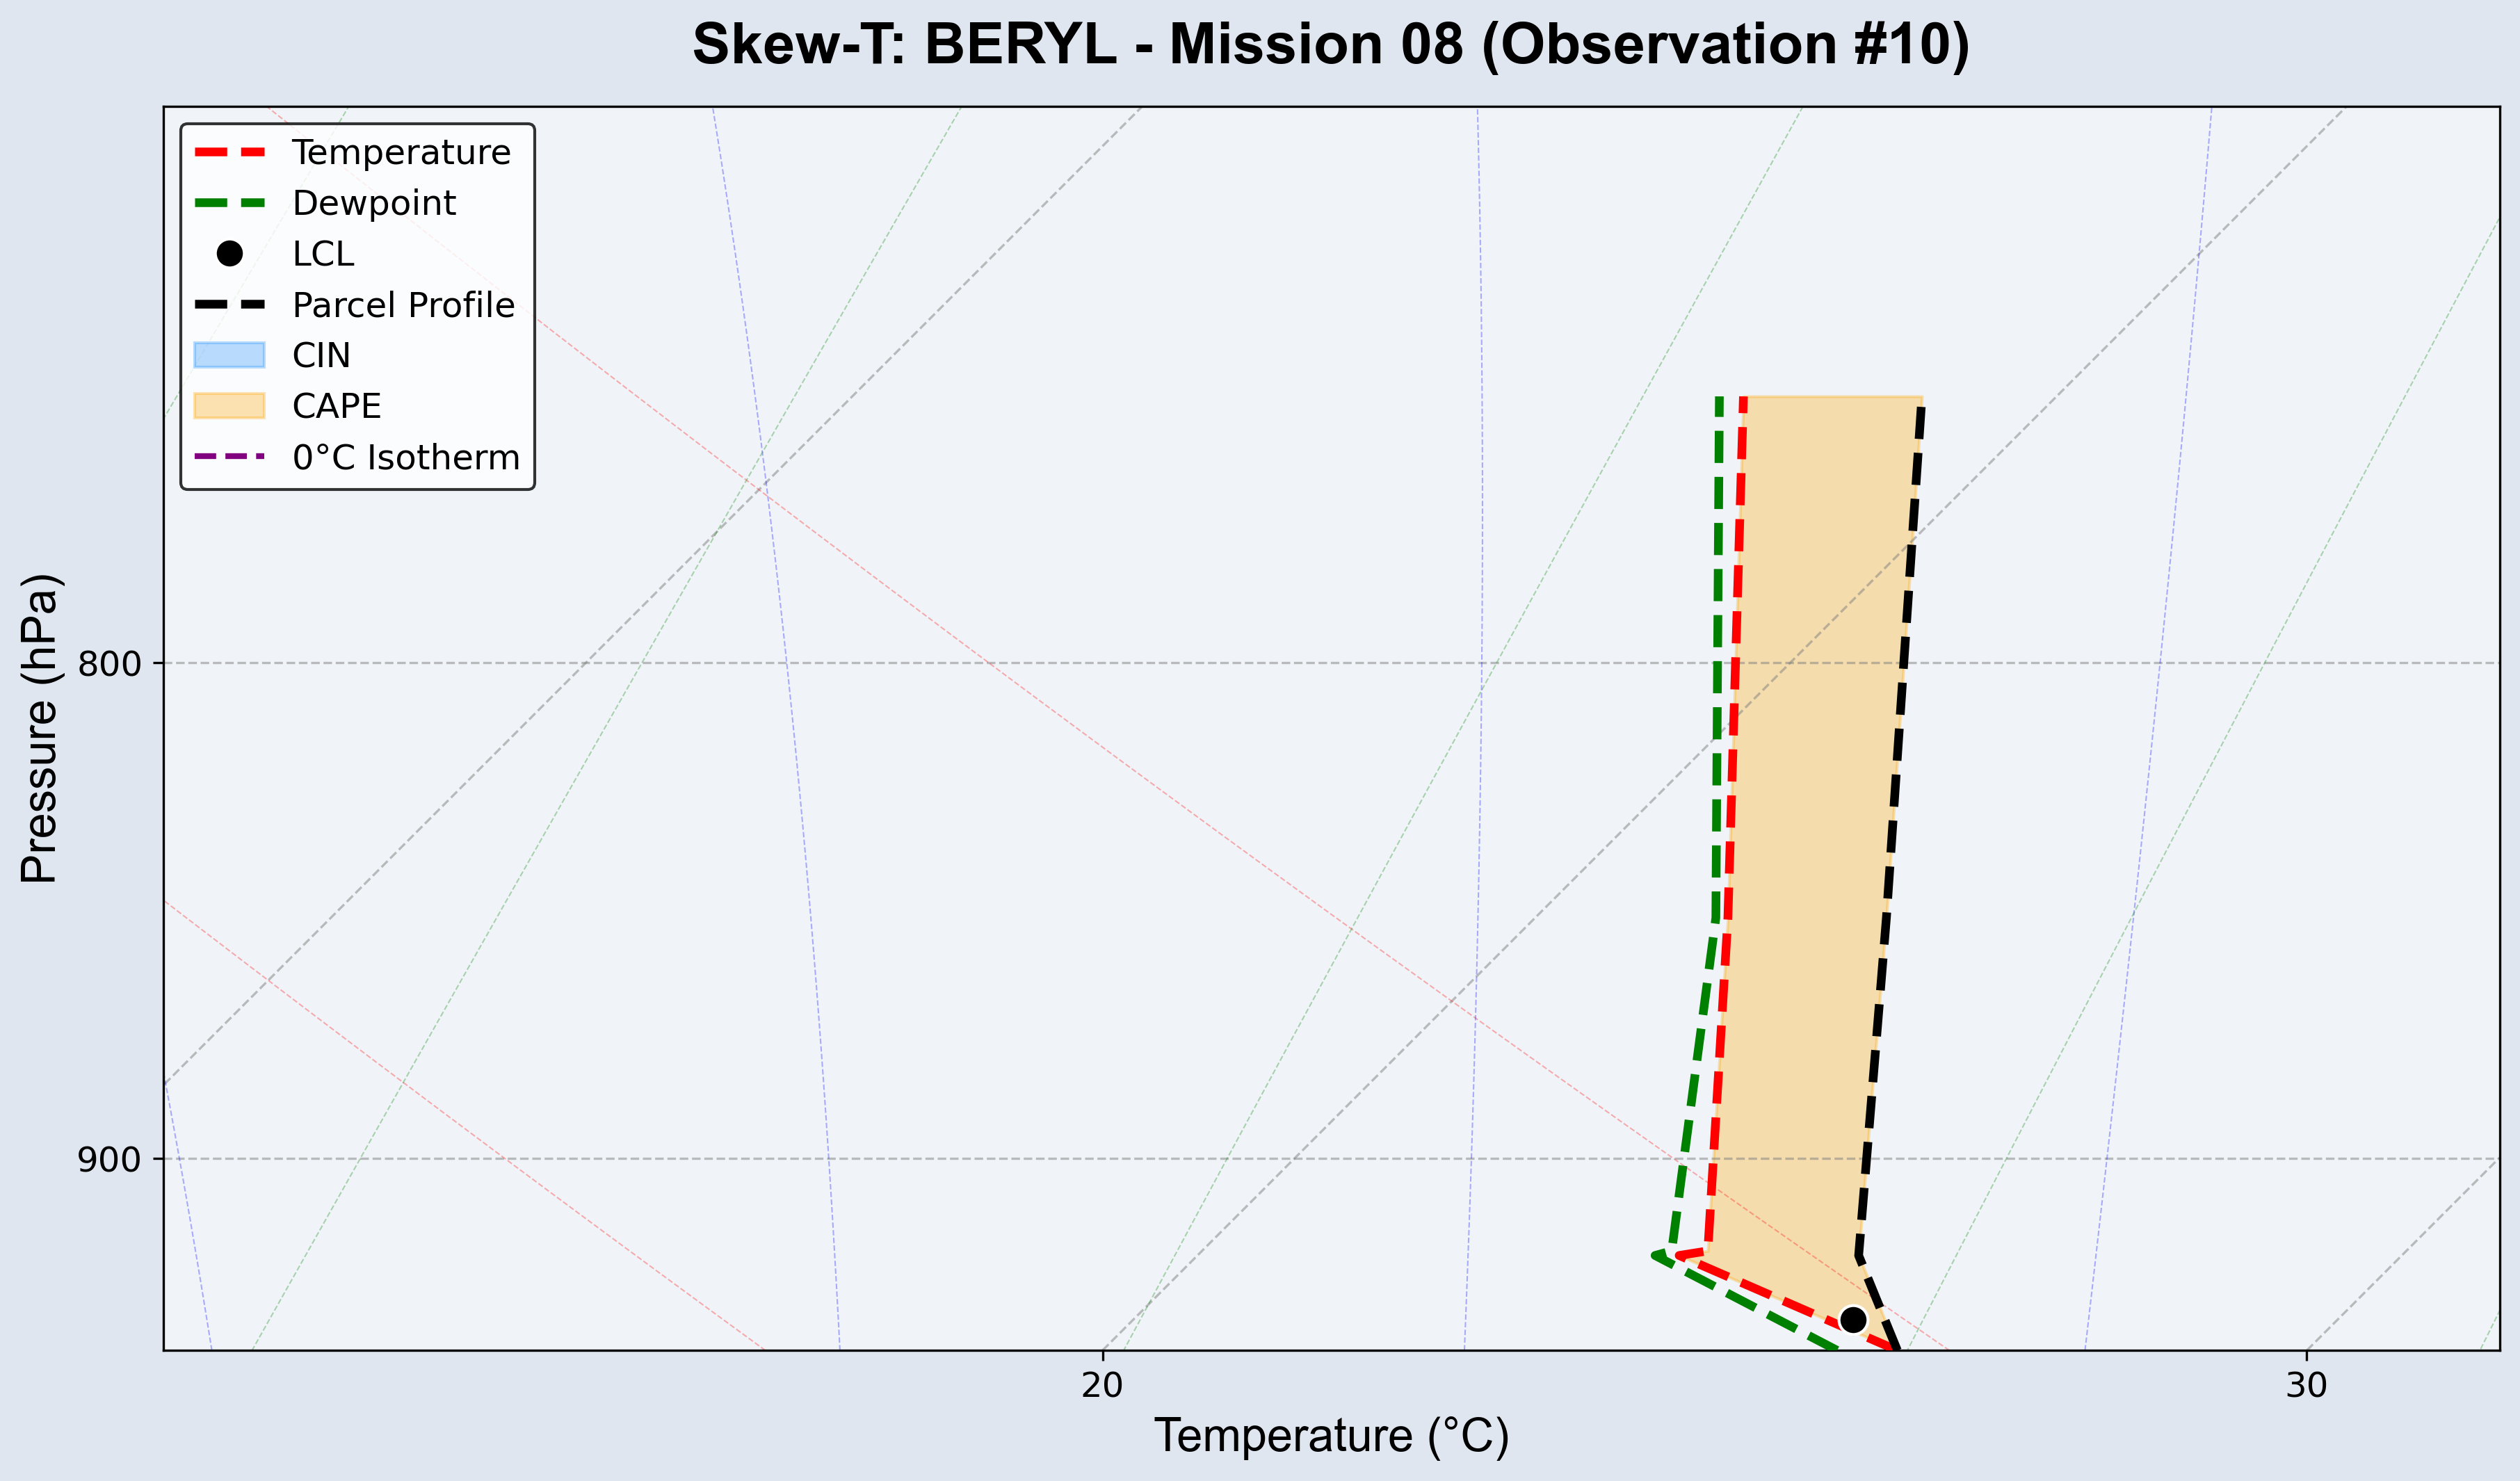 Skew-T: BERYL - Mission 08 (Observation #10)
Temperature
Dewpoint
LCL
Parcel Profile
CIN
CAPE
0°C Isotherm
Pressure (hPa)
800
900
20
30
Temperature (°C)